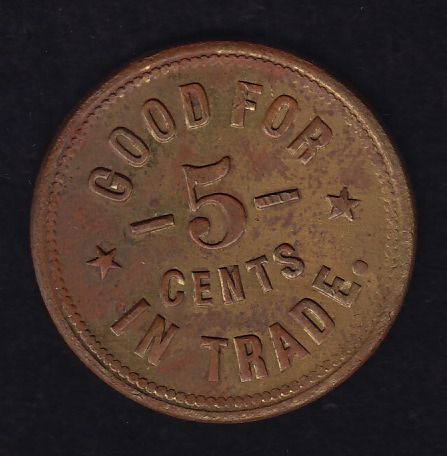 GOOD FOR
- 5 -
CENTS
IN TRADE.